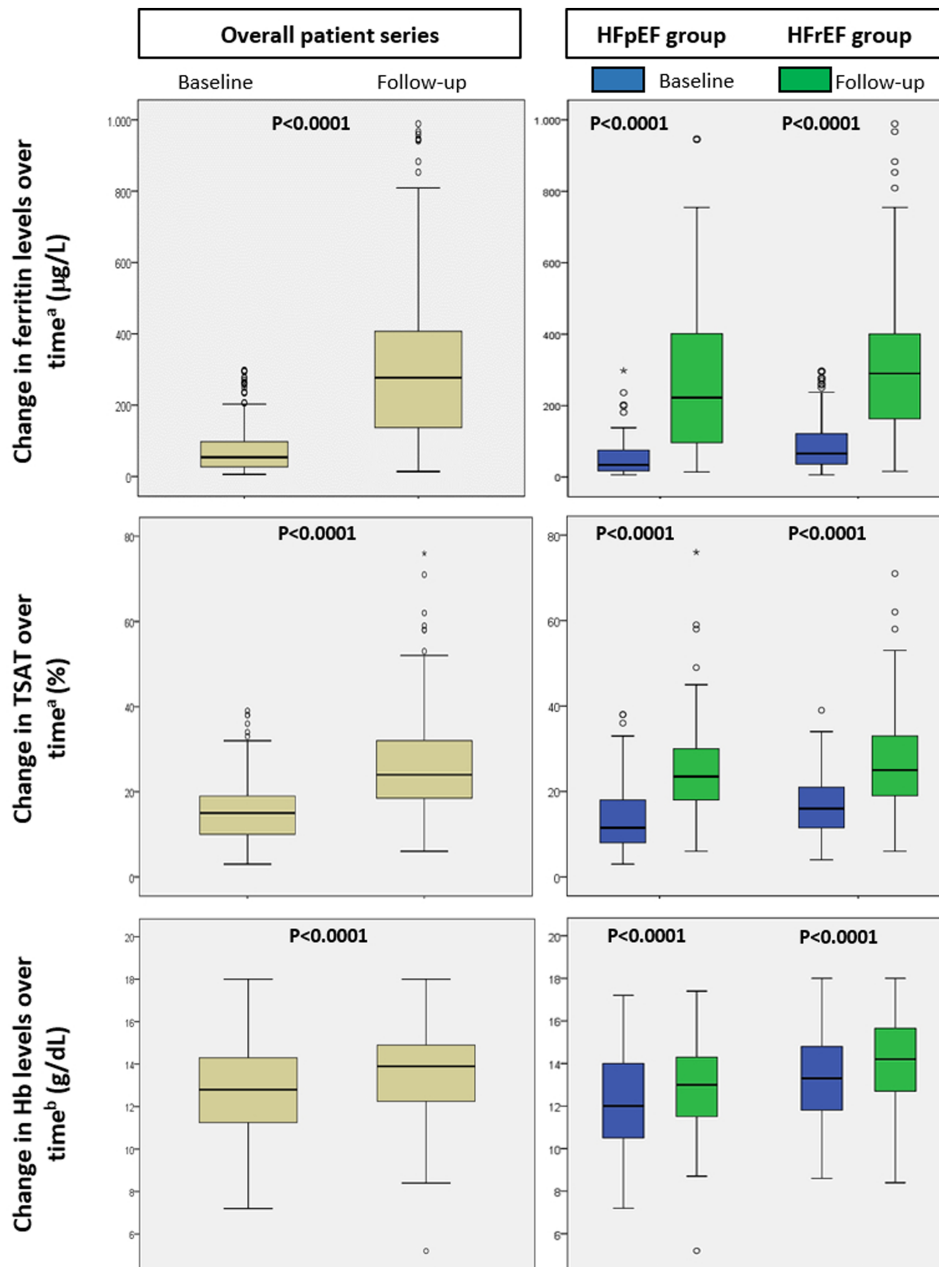 Overall patient series
HFpEF group HFrEF group
Baseline Follow-up
Baseline Follow-up
Change in ferritin levels over
timeᵃ (µg/L)
P<0.0001
1.000
800
600
400
200
0
P<0.0001 P<0.0001
1.000
800
600
400
200
0
Change in TSAT over
timeᵃ (%)
P<0.0001
80
60
40
20
0
P<0.0001 P<0.0001
80
60
40
20
0
Change in Hb levels over
timeᵇ (g/dL)
P<0.0001
20
18
16
14
12
10
8
6
P<0.0001 P<0.0001
20
18
16
14
12
10
8
6